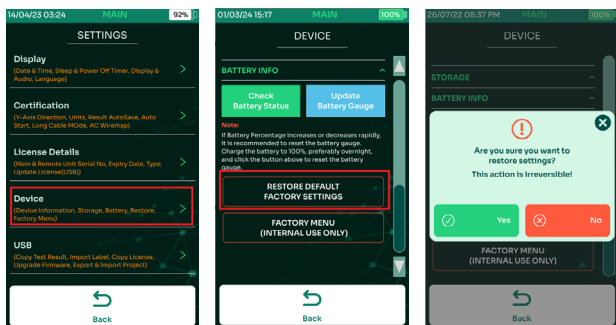 14/04/23 03:24 MAIN 92%
SETTINGS
Display
(Date & Time, Sleep & Power Off Timer, Display &
Audio, Language)
Certification
(Y-Axis Direction, Units, Result AutoSave, Auto
Start, Long Cable MOde, AC Wiremap)
License Details
(Main & Remote Unit Serial No, Expiry Date, Type,
Update License(USB))
Device
(Device Information, Storage, Battery, Restore,
Factory Menu)
USB
(Copy Test Result, Import Label, Copy License,
Upgrade Firmware, Export & Import Project)
Back
01/03/24 15:17 MAIN 100%
DEVICE
BATTERY INFO
Check
Battery Status
Update
Battery Gauge
Note:
If Battery Percentage increases or decreases rapidly,
It is recommended to reset the battery gauge.
Charge the battery to 100%, preferably overnight,
and click the button above to reset the battery
gauge.
RESTORE DEFAULT
FACTORY SETTINGS
FACTORY MENU
(INTERNAL USE ONLY)
Back
26/07/22 08:37 PM MAIN 100%
DEVICE
STORAGE
BATTERY INFO
Are you sure you want to
restore settings?
This action is irreversible!
Yes
No
FACTORY MENU
(INTERNAL USE ONLY)
Back